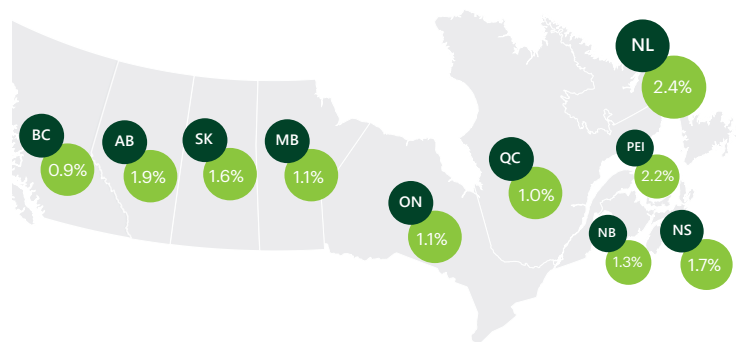 BC
0.9%
AB
1.9%
SK
1.6%
MB
1.1%
ON
1.1%
QC
1.0%
NL
2.4%
PEI
2.2%
NB
1.3%
NS
1.7%